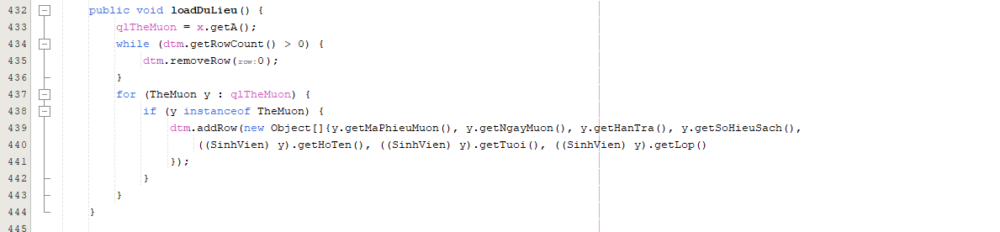 432 public void loadDuLieu() {
433 qlTheMuon = x.getA();
434 while (dtm.getRowCount() > 0) {
435 dtm.removeRow(row:0);
436 }
437 for (TheMuon y : qlTheMuon) {
438 if (y instanceof TheMuon) {
439 dtm.addRow(new Object[]{y.getMaPhieuMuon(), y.getNgayMuon(), y.getHanTra(), y.getSoHieuSach(),
440 ((SinhVien) y).getHoTen(), ((SinhVien) y).getTuoi(), ((SinhVien) y).getLop()
441 });
442 }
443 }
444 }
445